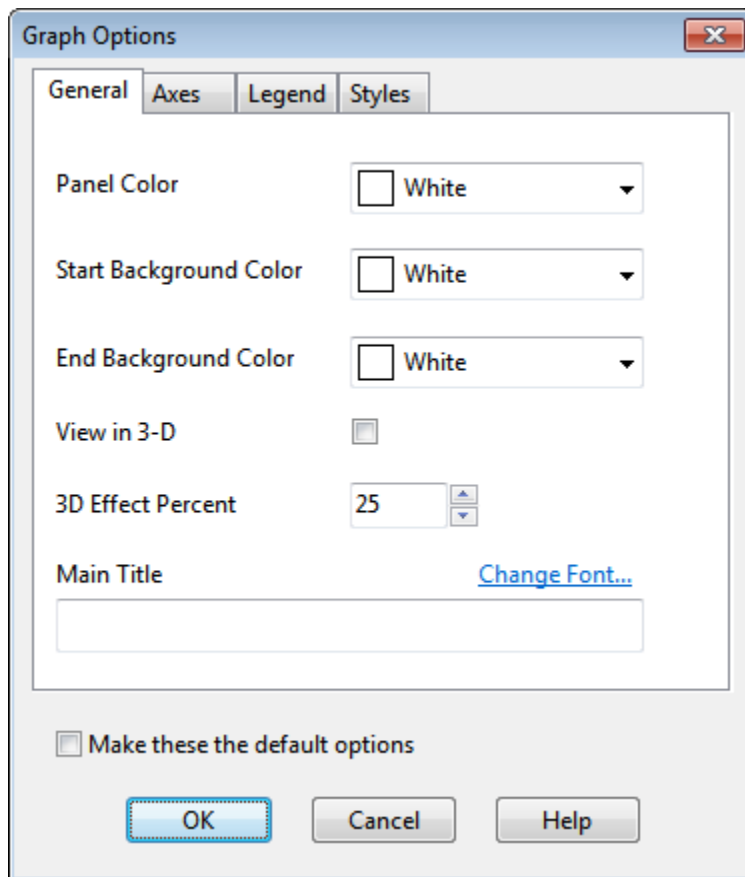 Graph Options
General Axes Legend Styles
Panel Color White
Start Background Color White
End Background Color White
View in 3-D
3D Effect Percent 25
Main Title Change Font...
Make these the default options
OK Cancel Help